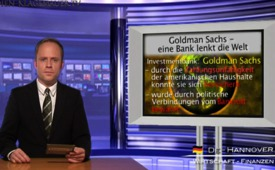 Goldman Sachs –
eine Bank lenkt die Welt
Investmentbank: Goldman Sachs
- durch die
der amerikanischen Haushalte
konnte sie sich
- wurde durch politische
Verbindungen vom
DIE HANNOVER
WIRTSCHAFT - FINANZEN